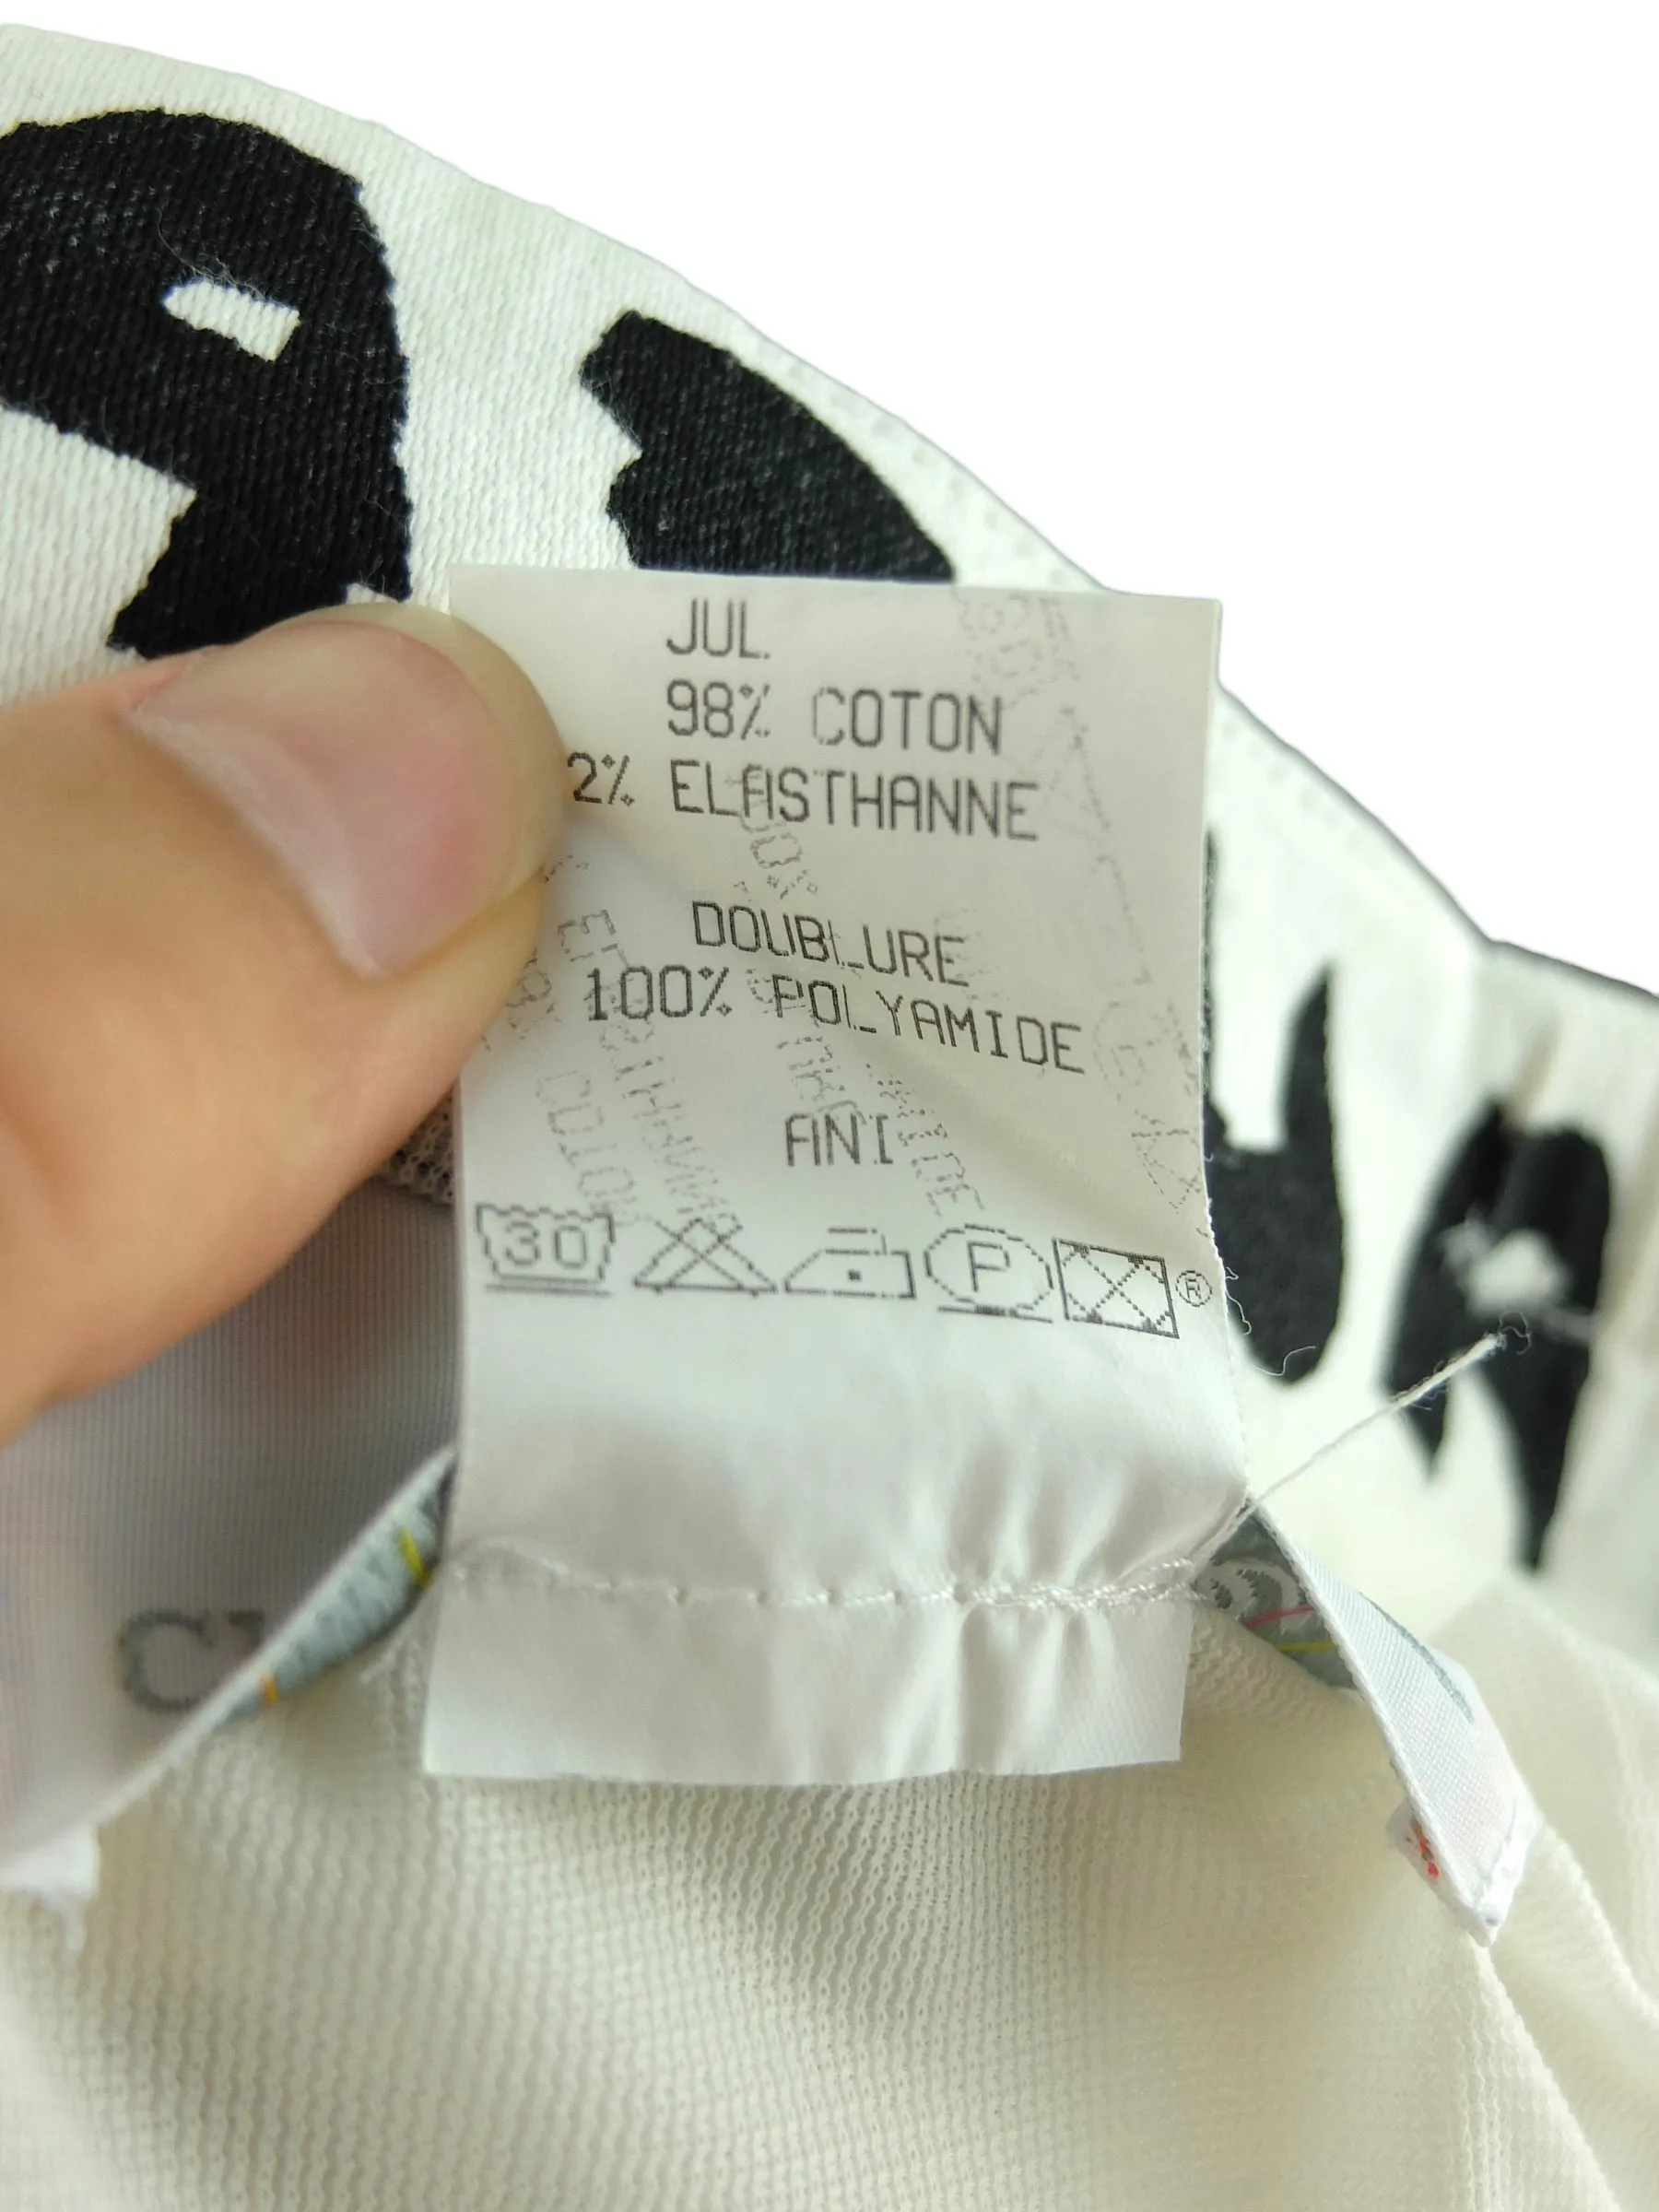 JUL.
98% COTON
2% ELASTHANNE
DOUBLURE
100% POLYAMIDE
ANI
30 P ®